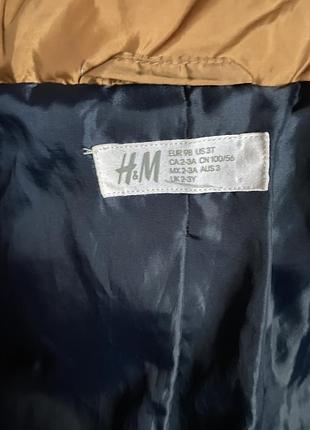 H&M
EUR 98 US 3T
CA 2-3A CN 100/56
MX 2-3A AUS 3
UK 2-3Y